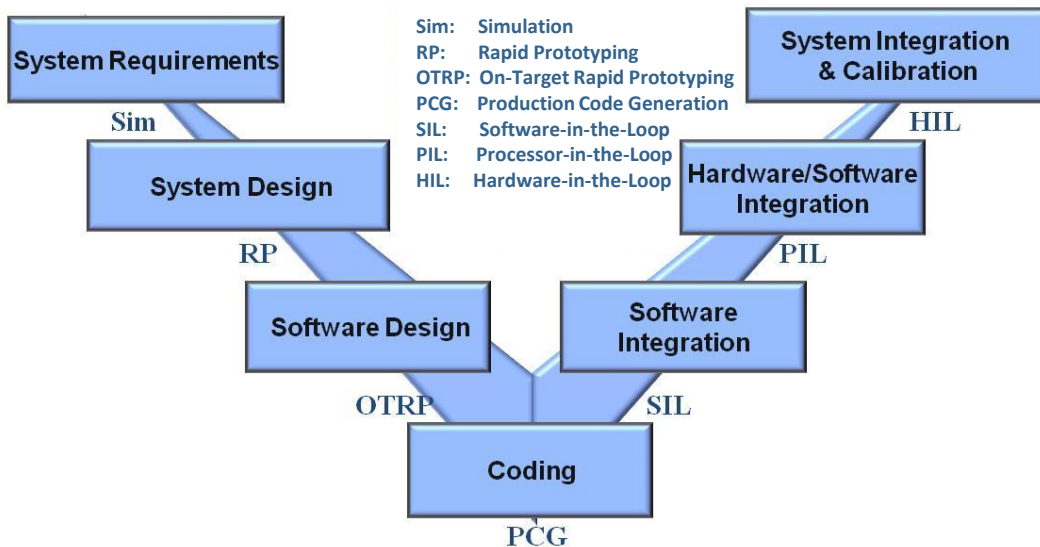 System Requirements
Sim: Simulation
RP: Rapid Prototyping
OTRP: On-Target Rapid Prototyping
PCG: Production Code Generation
SIL: Software-in-the-Loop
PIL: Processor-in-the-Loop
HIL: Hardware-in-the-Loop
System Integration
& Calibration
Sim
HIL
System Design
Hardware/Software
Integration
RP
PIL
Software Design
Software
Integration
OTRP
SIL
Coding
PCG